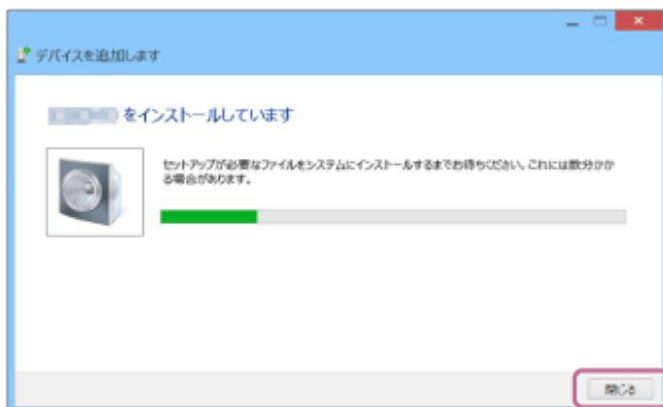 デバイスを追加します
をインストールしています
セットアップが必要なファイルをシステムにインストールするまでお待ちください。これには数分かか
る場合があります。
閉じる